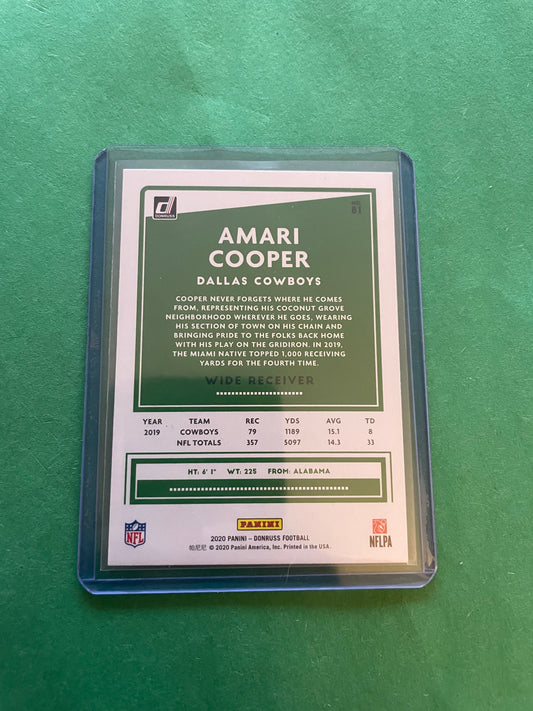 DONRUSS
NO.
81
AMARI
COOPER
DALLAS COWBOYS
COOPER NEVER FORGETS WHERE HE COMES
FROM, REPRESENTING HIS COCONUT GROVE
NEIGHBORHOOD WHEREVER HE GOES, WEARING
HIS SECTION OF TOWN ON HIS CHAIN AND
BRINGING PRIDE TO THE FOLKS BACK HOME
WITH HIS PLAY ON THE GRIDIRON. IN 2019,
THE MIAMI NATIVE TOPPED 1,000 RECEIVING
YARDS FOR THE FOURTH TIME.
WIDE RECEIVER
YEAR TEAM REC YDS AVG TD
2019 COWBOYS 79 1189 15.1 8
NFL TOTALS 357 5097 14.3 33
HT: 6' 1" WT: 225 FROM: ALABAMA
NFL
PANINI
NFLPA
2020 PANINI – DONRUSS FOOTBALL
帕尼尼 © 2020 Panini America, Inc. Printed in the USA.